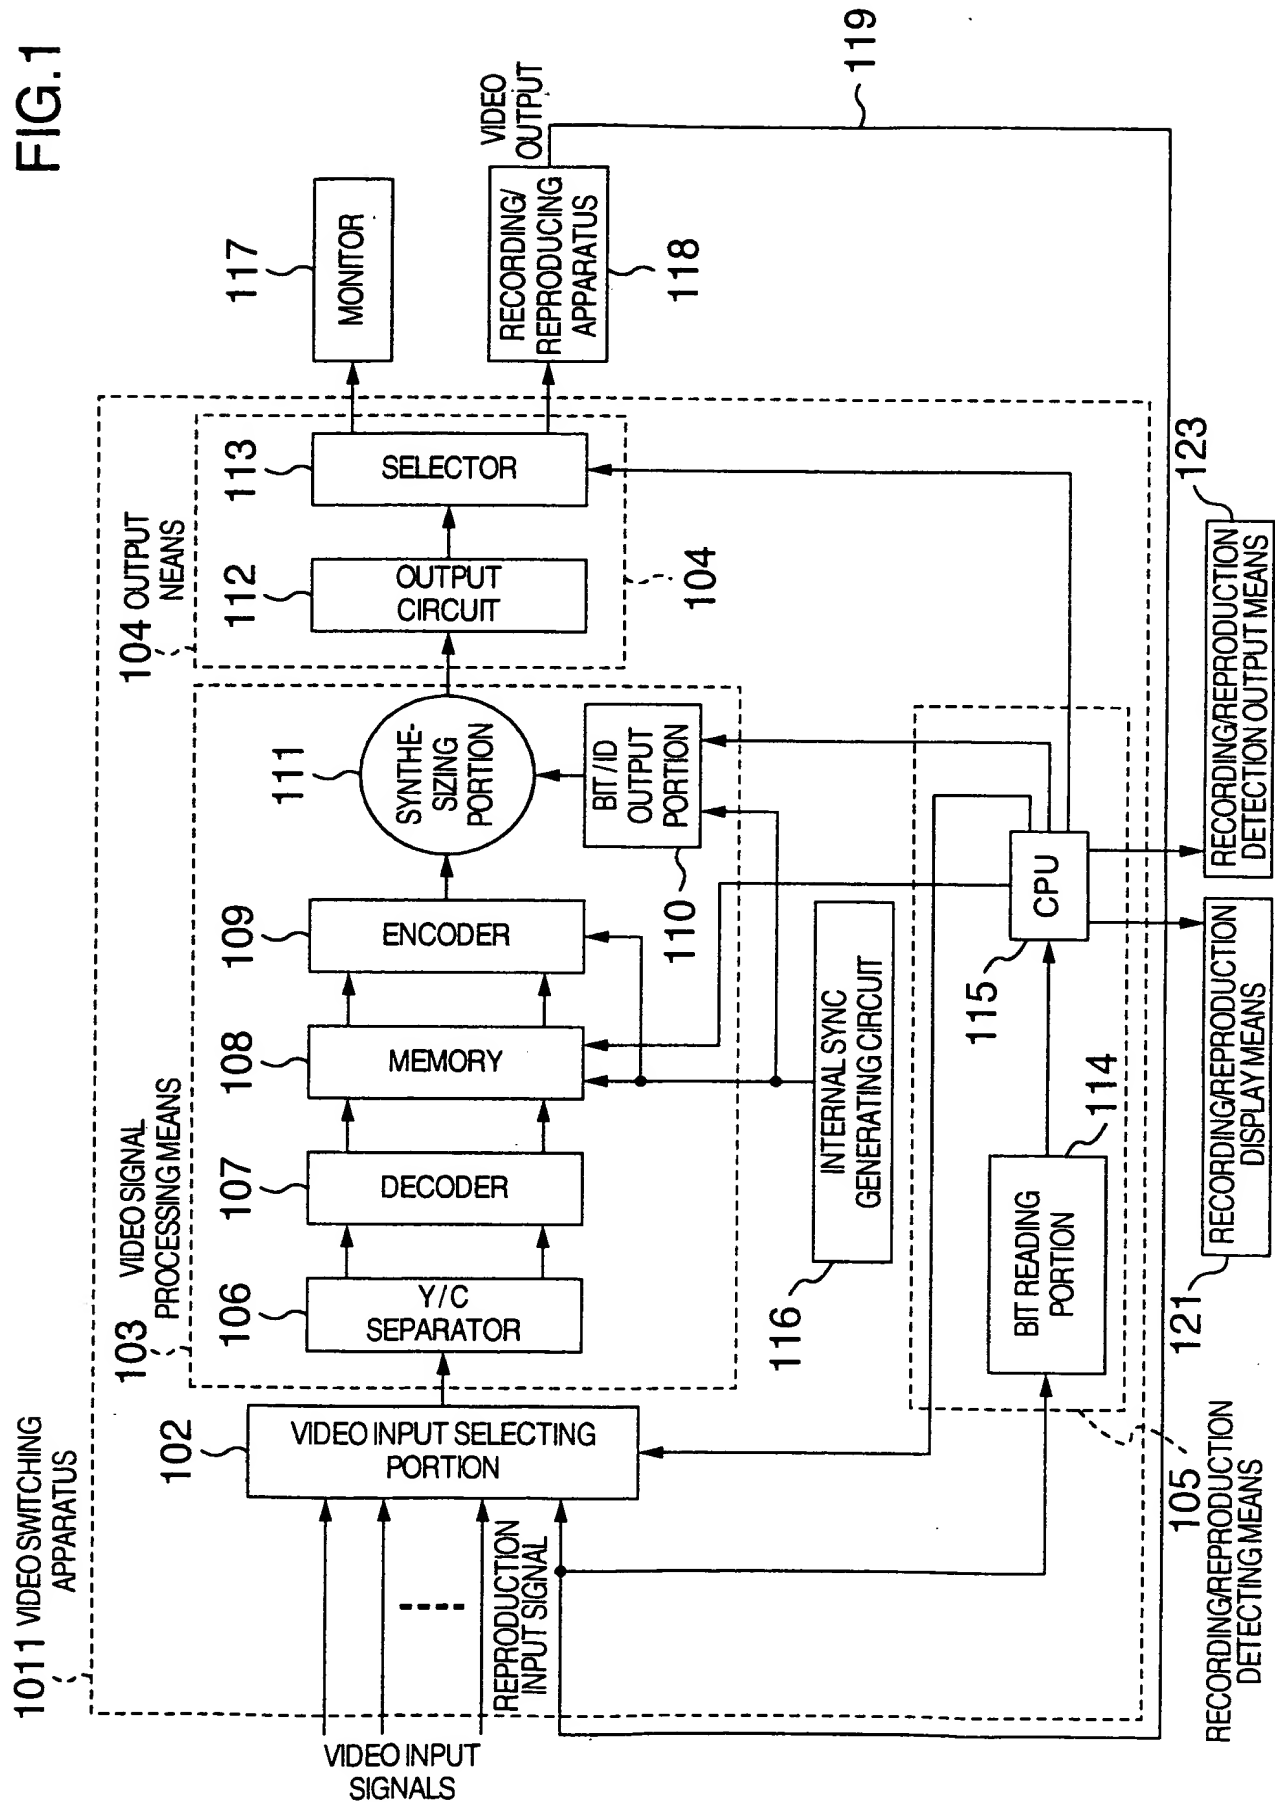 FIG.1
1011 VIDEO SWITCHING
APPARATUS
103
VIDEO SIGNAL
PROCESSING MEANS
104 OUTPUT
NEANS
102
VIDEO INPUT SELECTING
PORTION
106
Y/C
SEPARATOR
107
DECODER
108
MEMORY
109
ENCODER
111
SYNTHE-
SIZING
PORTION
112
OUTPUT
CIRCUIT
113
SELECTOR
117
MONITOR
VIDEO INPUT
SIGNALS
REPRODUCTION
INPUT SIGNAL
110
BIT/ID
OUTPUT
PORTION
104
RECORDING/
REPRODUCING
APPARATUS
118
VIDEO
OUTPUT
119
116
INTERNAL SYNC
GENERATING CIRCUIT
115
CPU
114
BIT READING
PORTION
105
RECORDING/REPRODUCTION
DETECTING MEANS
121
RECORDING/REPRODUCTION
DISPLAY MEANS
123
RECORDING/REPRODUCTION
DETECTION OUTPUT MEANS